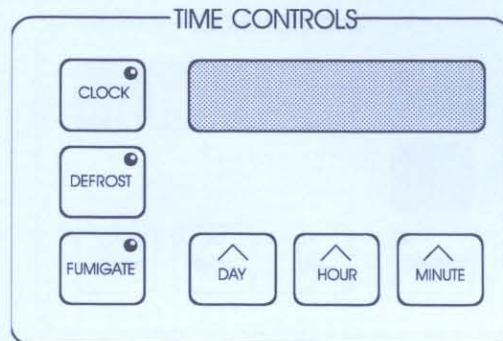 TIME CONTROLS
CLOCK
DEFROST
FUMIGATE
DAY
HOUR
MINUTE